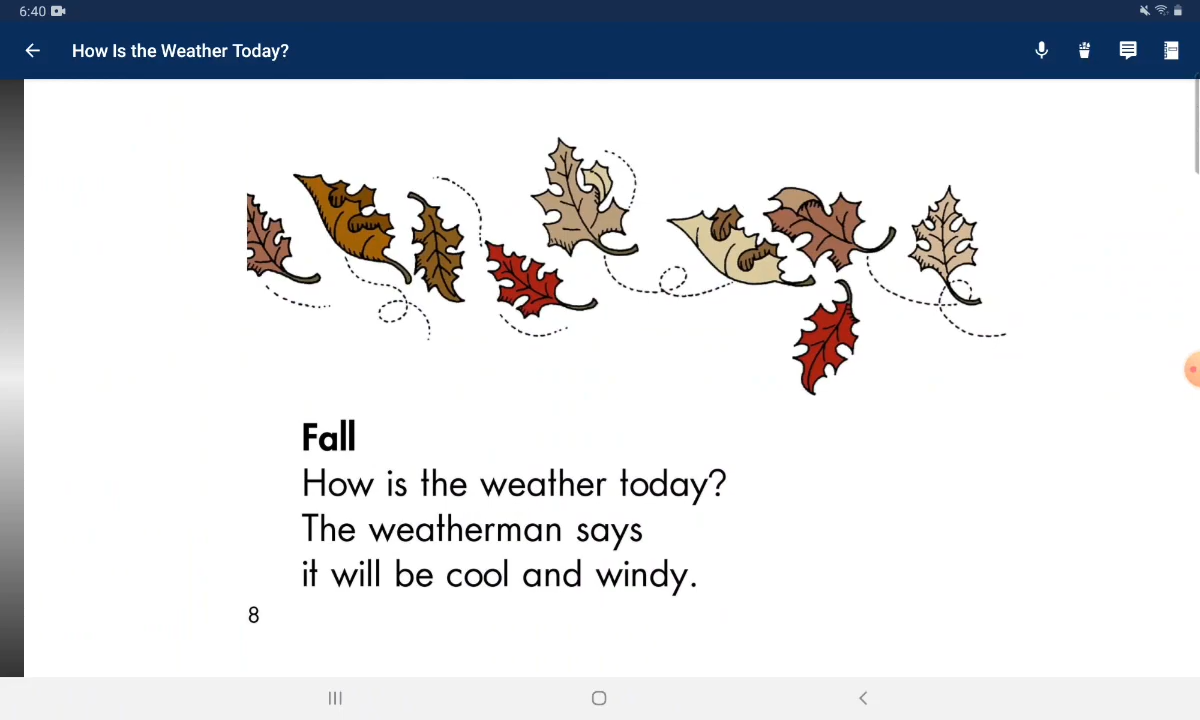 6:40
How Is the Weather Today?
Fall
How is the weather today?
The weatherman says
it will be cool and windy.
8